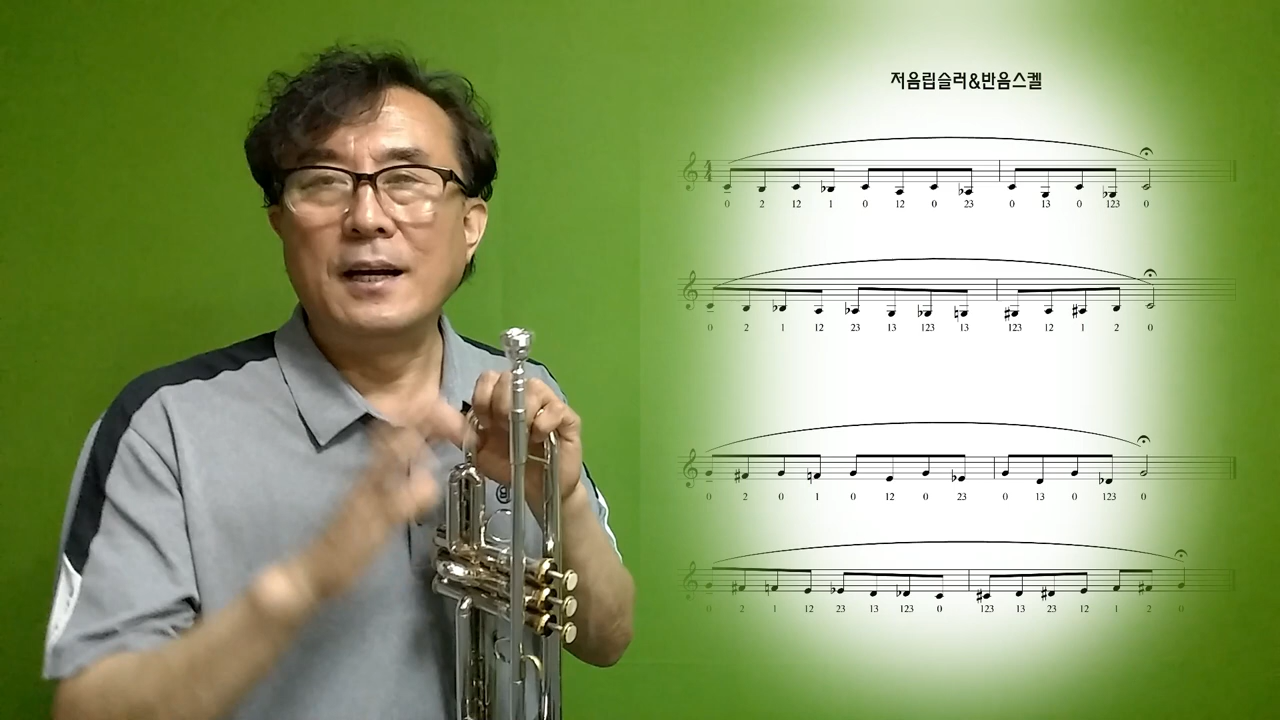 저음립슬러&반음스켈
4
4
0 2 12 1 0 12 0 23 0 13 0 123 0
0 2 1 12 23 13 123 13 123 12 1 2 0
0 2 0 1 0 12 0 23 0 13 0 123 0
0 2 1 12 23 13 123 0 123 13 23 12 1 2 0